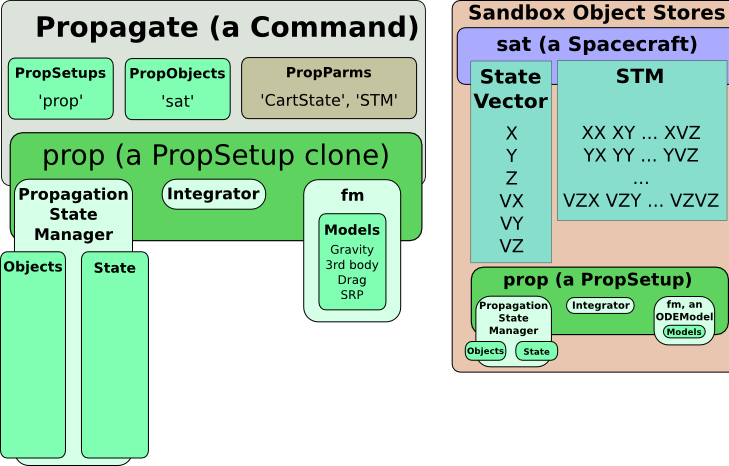 Propagate (a Command)
PropSetups
'prop'
PropObjects
'sat'
PropParms
'CartState', 'STM'
prop (a PropSetup clone)
Propagation
State
Manager
Integrator
fm
Models
Gravity
3rd body
Drag
SRP
Objects
State
Sandbox Object Stores
sat (a Spacecraft)
State
Vector
X
Y
Z
VX
VY
VZ
STM
XX XY ... XVZ
YX YY ... YVZ
...
VZX VZY ... VZVZ
prop (a PropSetup)
Propagation
State
Manager
Integrator
fm, an
ODEModel
Models
Objects
State